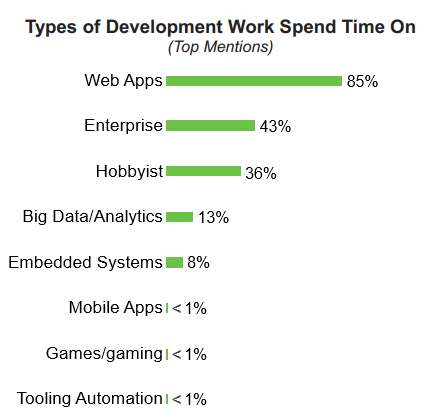 Types of Development Work Spend Time On
(Top Mentions)
Web Apps 85%
Enterprise 43%
Hobbyist 36%
Big Data/Analytics 13%
Embedded Systems 8%
Mobile Apps < 1%
Games/gaming < 1%
Tooling Automation < 1%